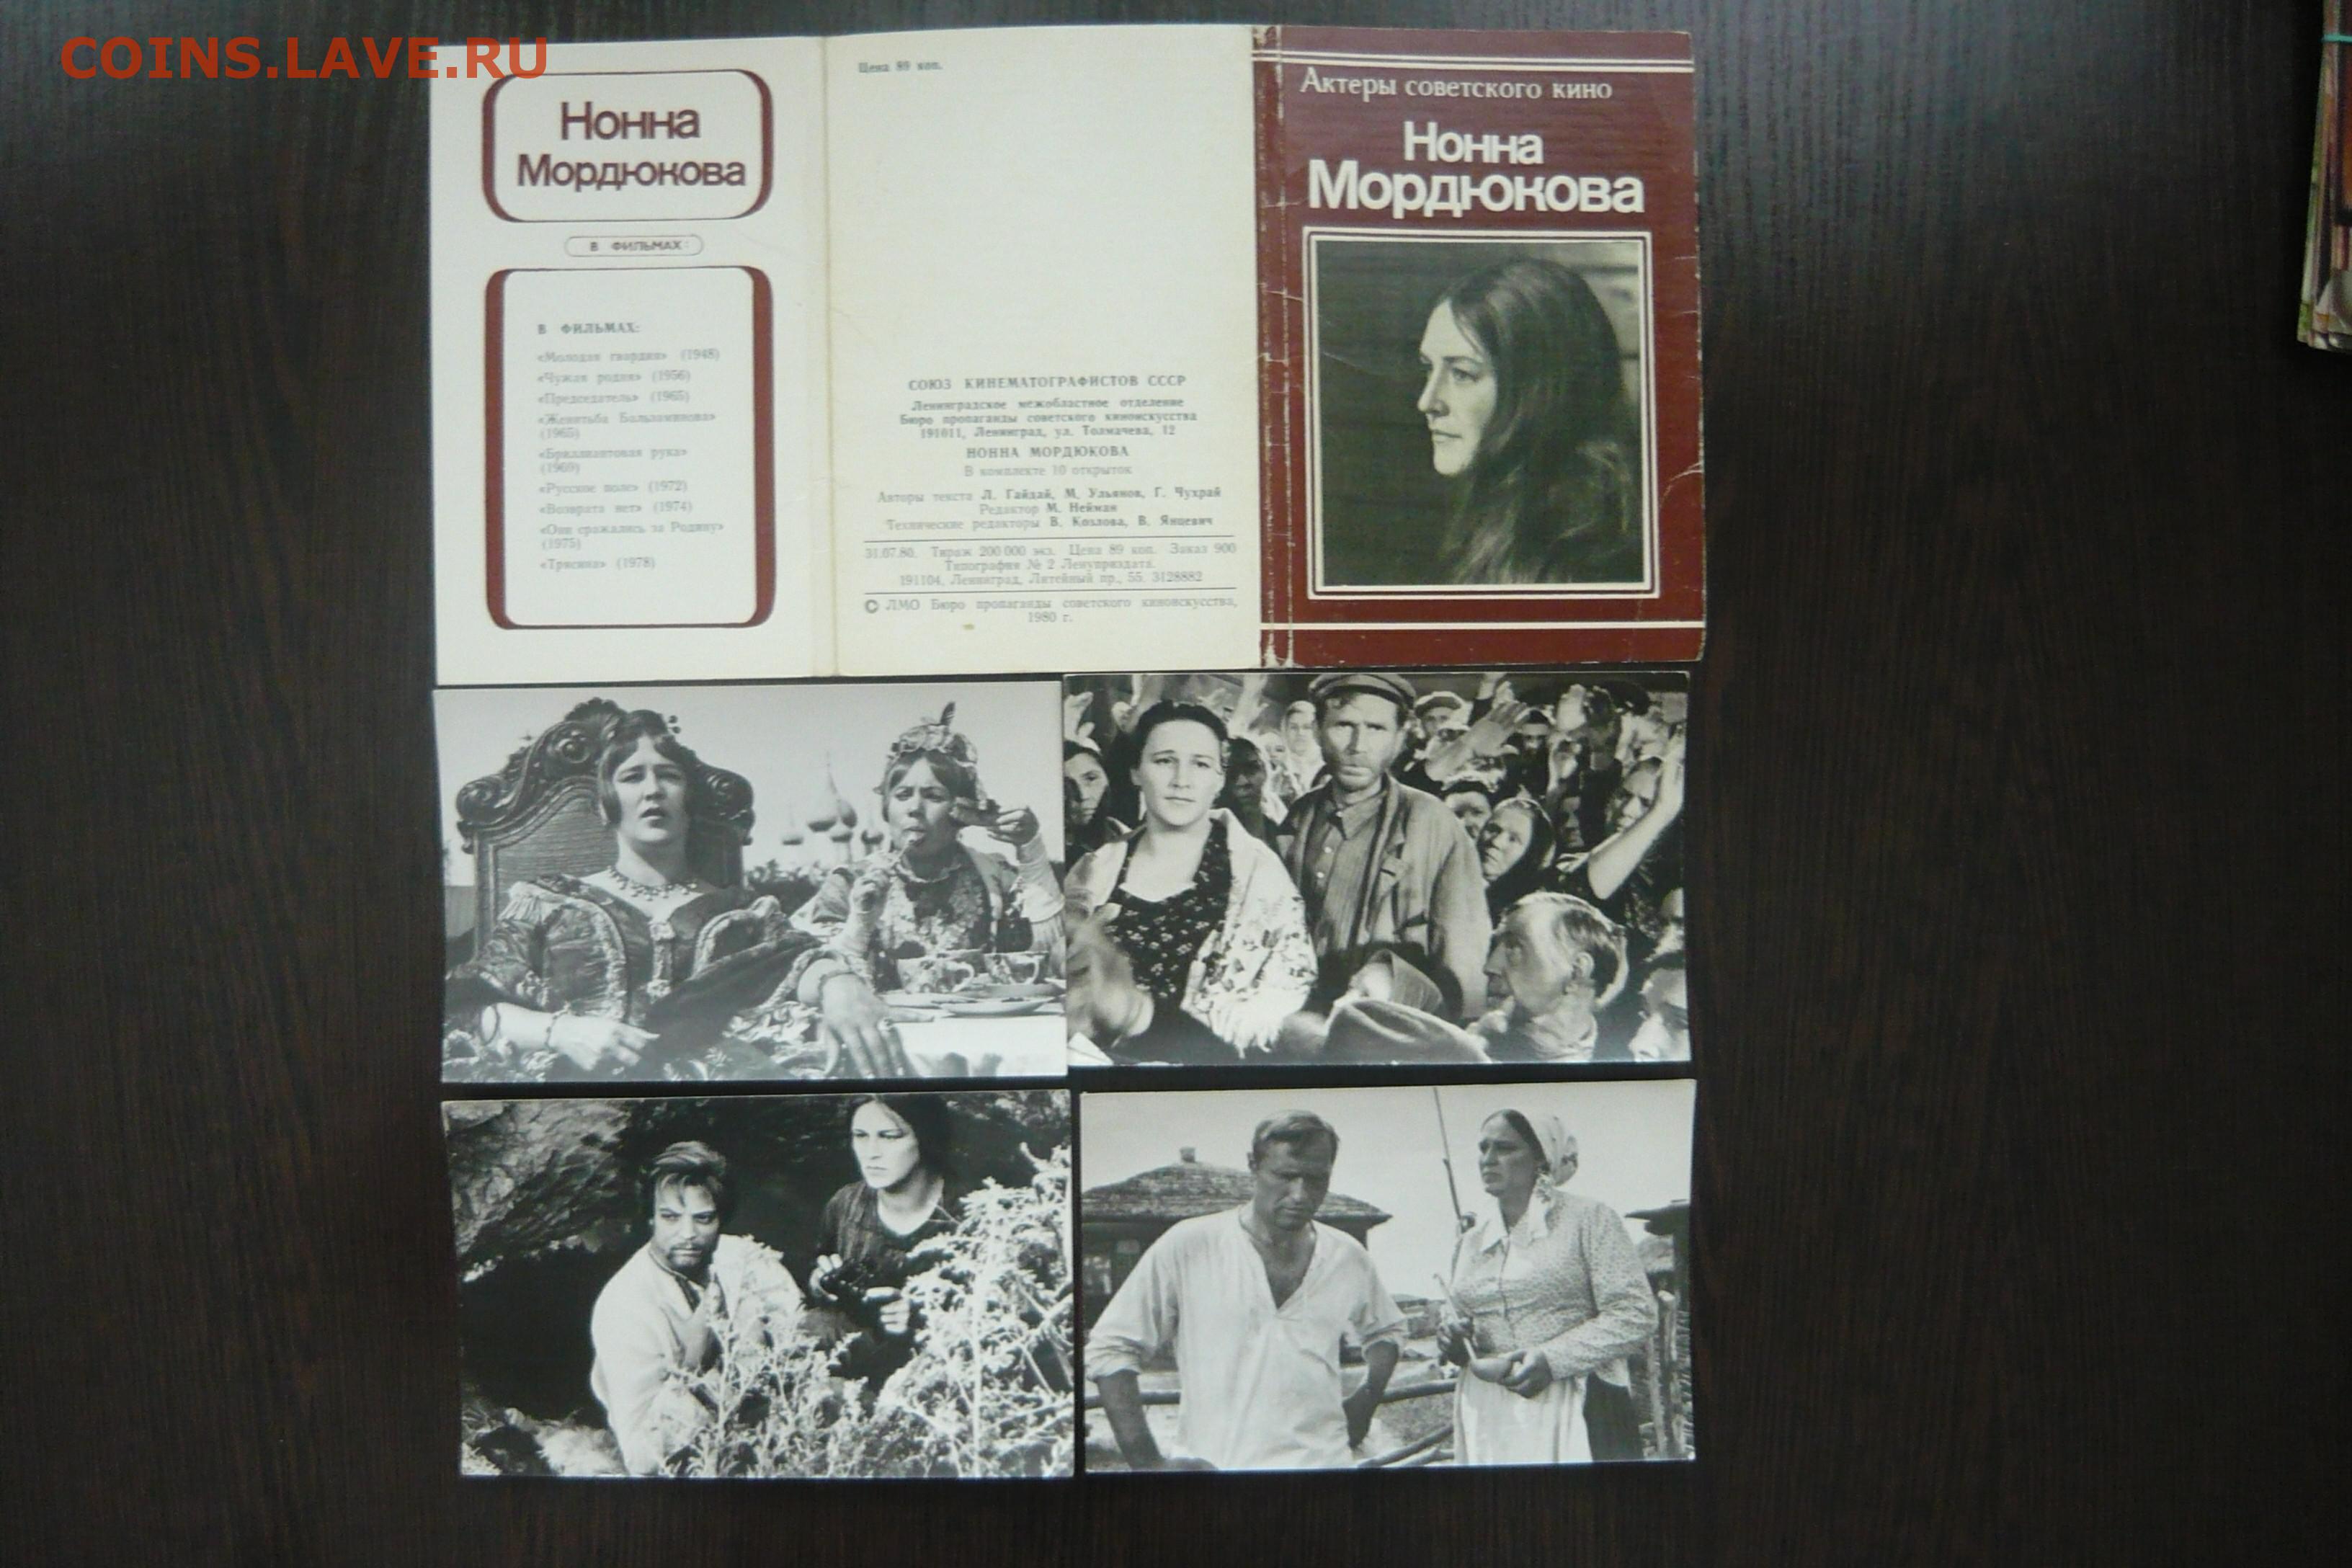 COINS.LAVE.RU
Нонна
Мордюкова
В ФИЛЬМАХ:
В ФИЛЬМАХ:
«Молодая гвардия» (1948)
«Чужая родня» (1956)
«Председатель» (1965)
«Женитьба Бальзаминова»
(1965)
«Бриллиантовая рука»
(1969)
«Русское поле» (1972)
«Возврата нет» (1974)
«Они сражались за Родину»
(1975)
«Трясина» (1978)
Цена 89 коп.
СОЮЗ КИНЕМАТОГРАФИСТОВ СССР
Ленинградское межобластное отделение
Бюро пропаганды советского киноискусства
191011, Ленинград, ул. Толмачева, 12
НОННА МОРДЮКОВА
В комплекте 10 открыток
Авторы текста Л. Гайдай, М. Ульянов, Г. Чухрай
Редактор М. Нейман
Технические редакторы В. Козлова, В. Янцевич
31.07.80. Тираж 200 000 экз. Цена 89 коп. Заказ 900
Типография № 2 Ленуприздата.
191104, Ленинград, Литейный пр., 55. 3128882
© ЛМО Бюро пропаганды советского киноискусства,
1980 г.
Актеры советского кино
Нонна
Мордюкова